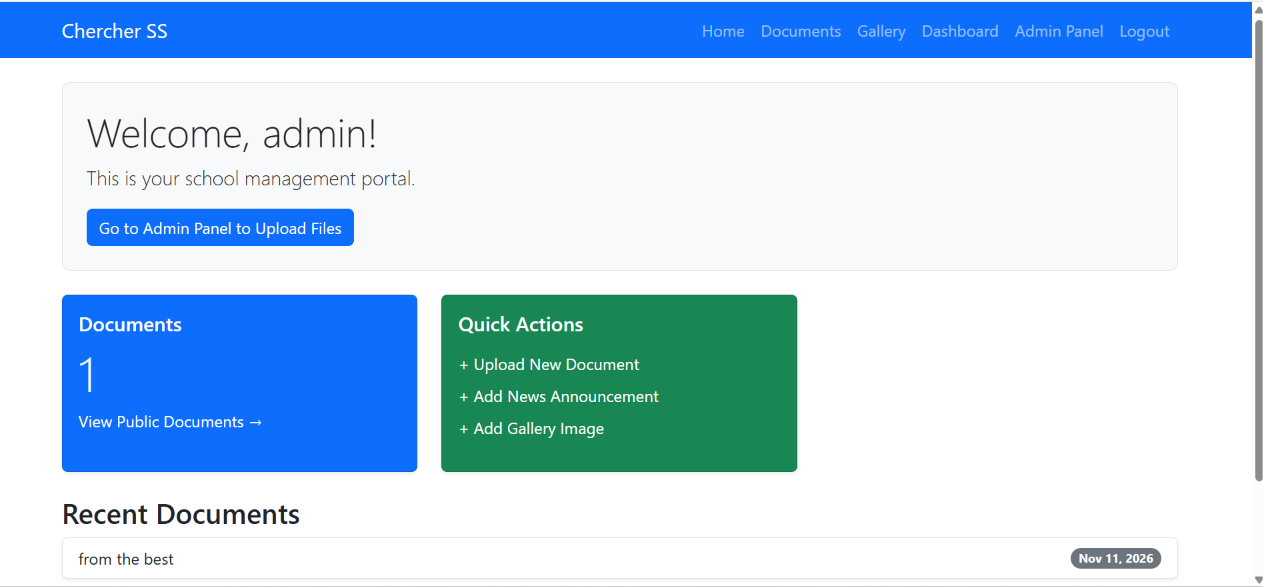 Chercher SS
Home Documents Gallery Dashboard Admin Panel Logout
Welcome, admin!
This is your school management portal.
Go to Admin Panel to Upload Files
Documents
1
View Public Documents →
Quick Actions
+ Upload New Document
+ Add News Announcement
+ Add Gallery Image
Recent Documents
from the best
Nov 11, 2026